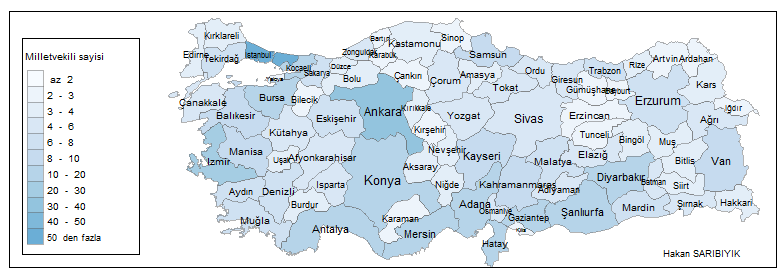 Milletvekili sayisi
az 2
2 - 3
3 - 4
4 - 6
6 - 8
8 - 10
10 - 20
20 - 30
30 - 40
40 - 50
50 den fazla
Kırklareli
Edirne
Tekirdağ
İstanbul
Kocaeli
Yalova
Sakarya
Düzce
Zonguldak
Bartın
Karabük
Kastamonu
Sinop
Samsun
Ordu
Giresun
Trabzon
Rize
Artvin
Ardahan
Kars
Iğdır
Ağrı
Erzurum
Bayburt
Gümüşhane
Erzincan
Tunceli
Bingöl
Muş
Bitlis
Van
Hakkari
Şırnak
Siirt
Batman
Mardin
Diyarbakır
Elazığ
Malatya
Adıyaman
Şanlıurfa
Gaziantep
Kilis
Hatay
Osmaniye
Kahramanmaraş
Adana
Mersin
Karaman
Konya
Niğde
Aksaray
Nevşehir
Kayseri
Sivas
Tokat
Amasya
Çorum
Yozgat
Kırşehir
Kırıkkale
Çankırı
Ankara
Bolu
Eskişehir
Bilecik
Bursa
Balıkesir
Çanakkale
Kütahya
Manisa
İzmir
Uşak
Afyonkarahisar
Aydın
Denizli
Isparta
Burdur
Muğla
Antalya
Hakan SARIBIYIK